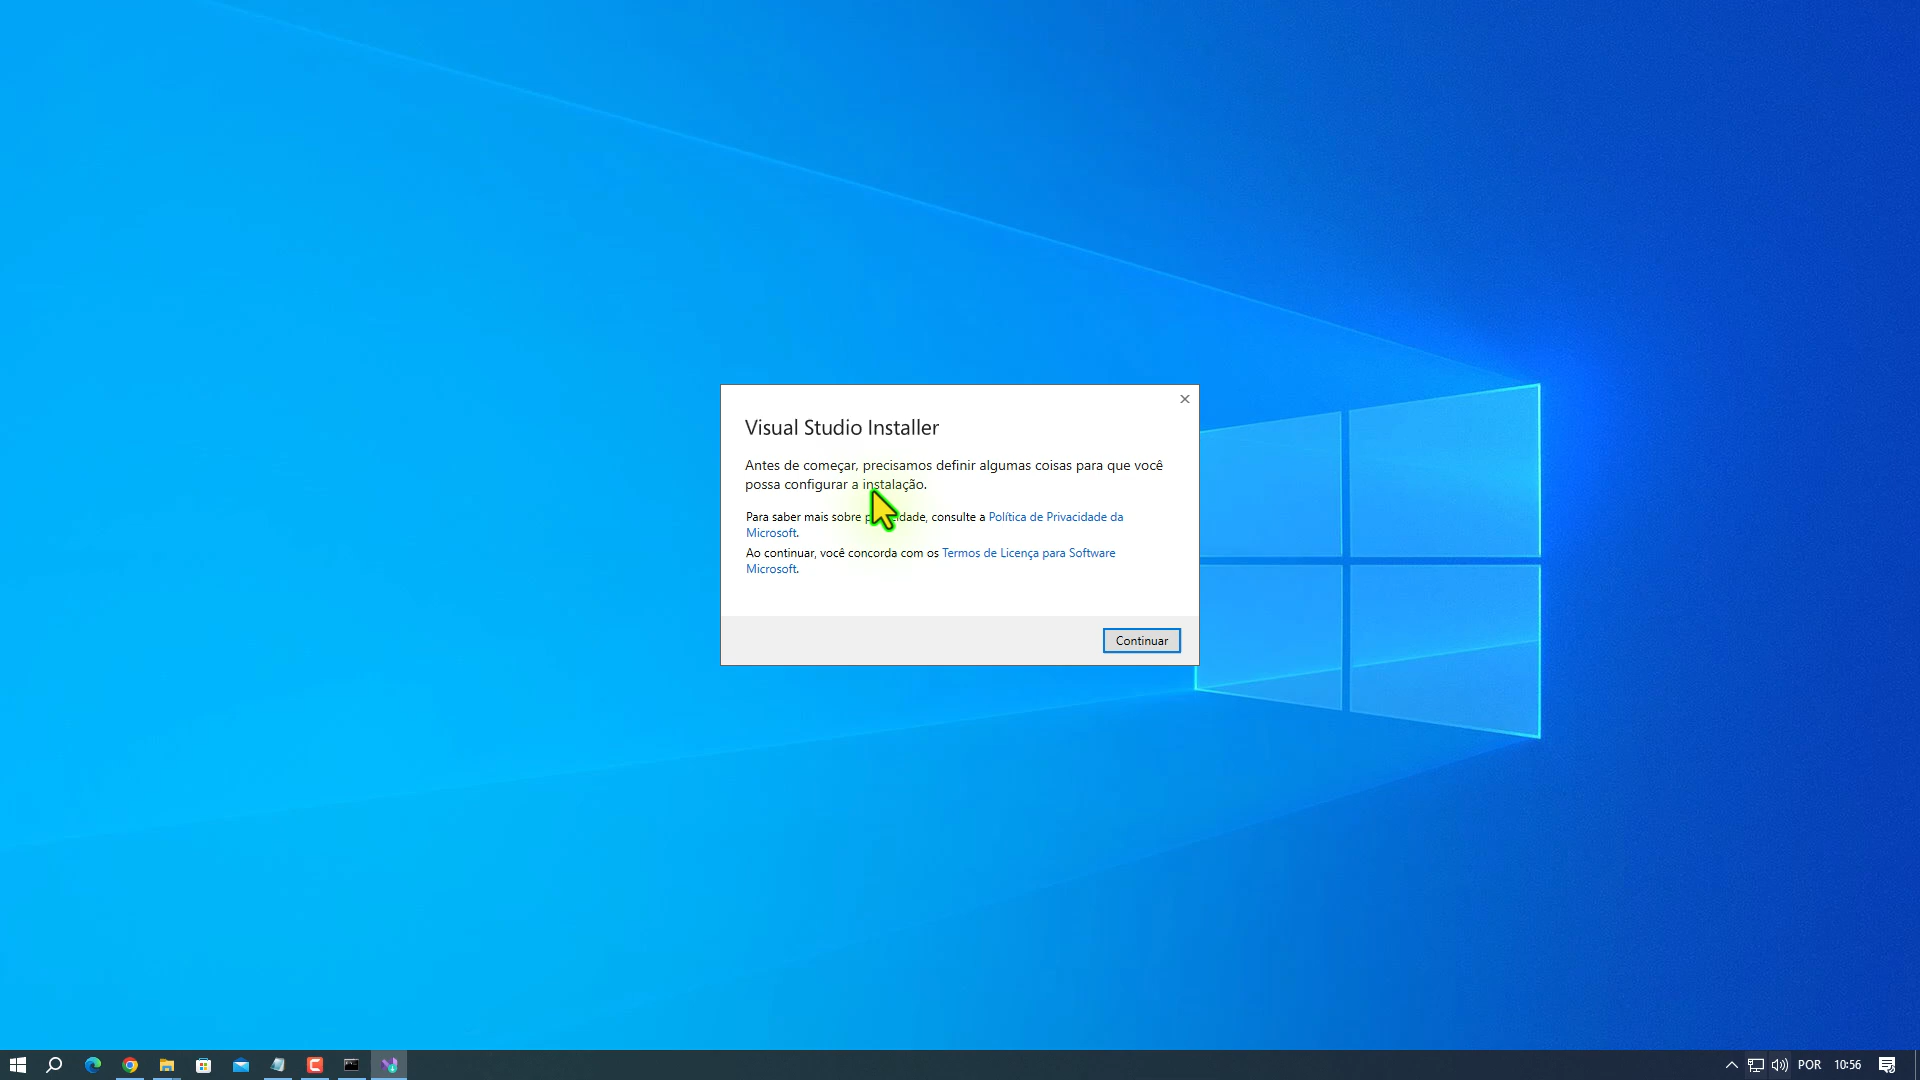 Visual Studio Installer
Antes de começar, precisamos definir algumas coisas para que você
possa configurar a instalação.
Para saber mais sobre privacidade, consulte a Política de Privacidade da
Microsoft.
Ao continuar, você concorda com os Termos de Licença para Software
Microsoft.
Continuar
POR 10:56